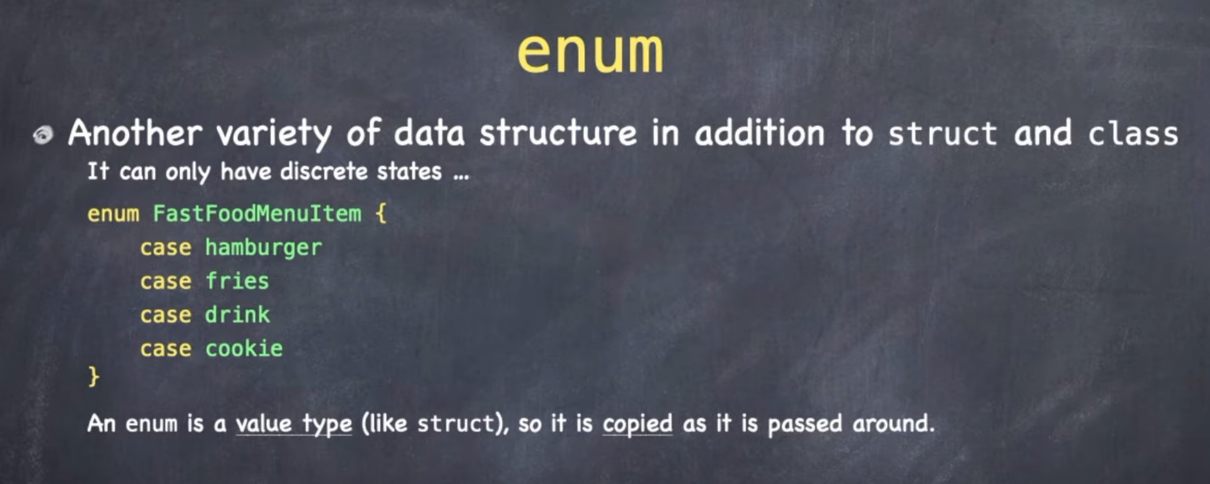 enum
Another variety of data structure in addition to struct and class
It can only have discrete states ...
enum FastFoodMenuItem {
case hamburger
case fries
case drink
case cookie
}
An enum is a value type (like struct), so it is copied as it is passed around.